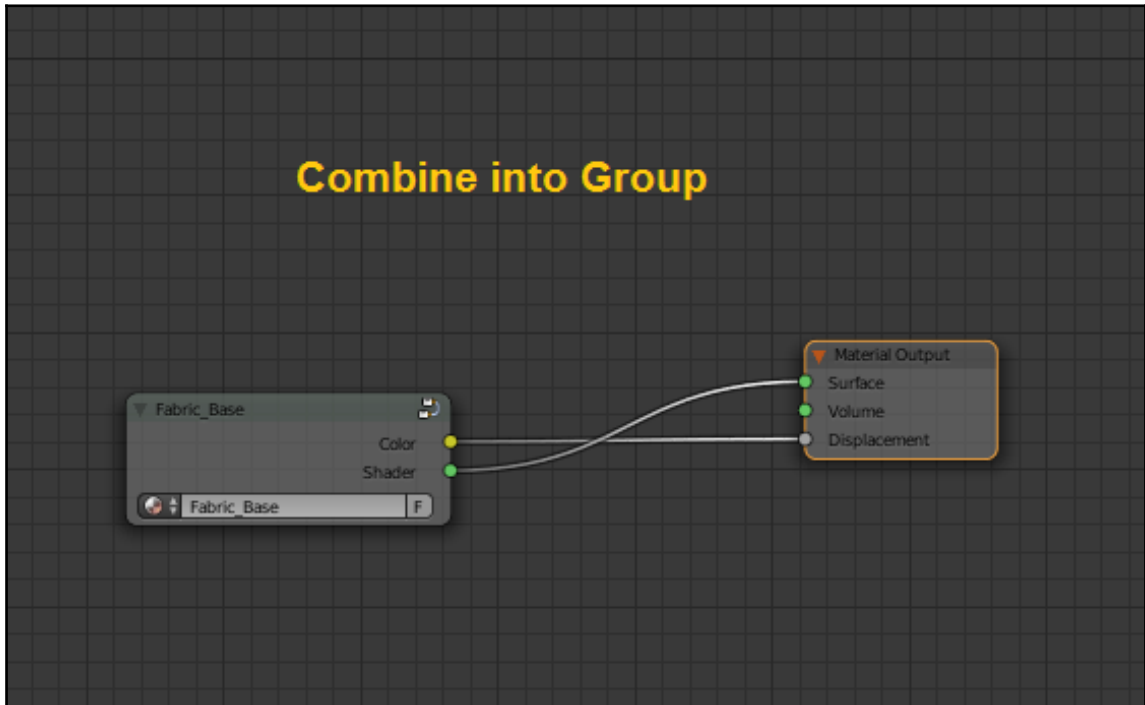 Combine into Group
Material Output
Surface
Volume
Displacement
Fabric_Base
Color
Shader
Fabric_Base F